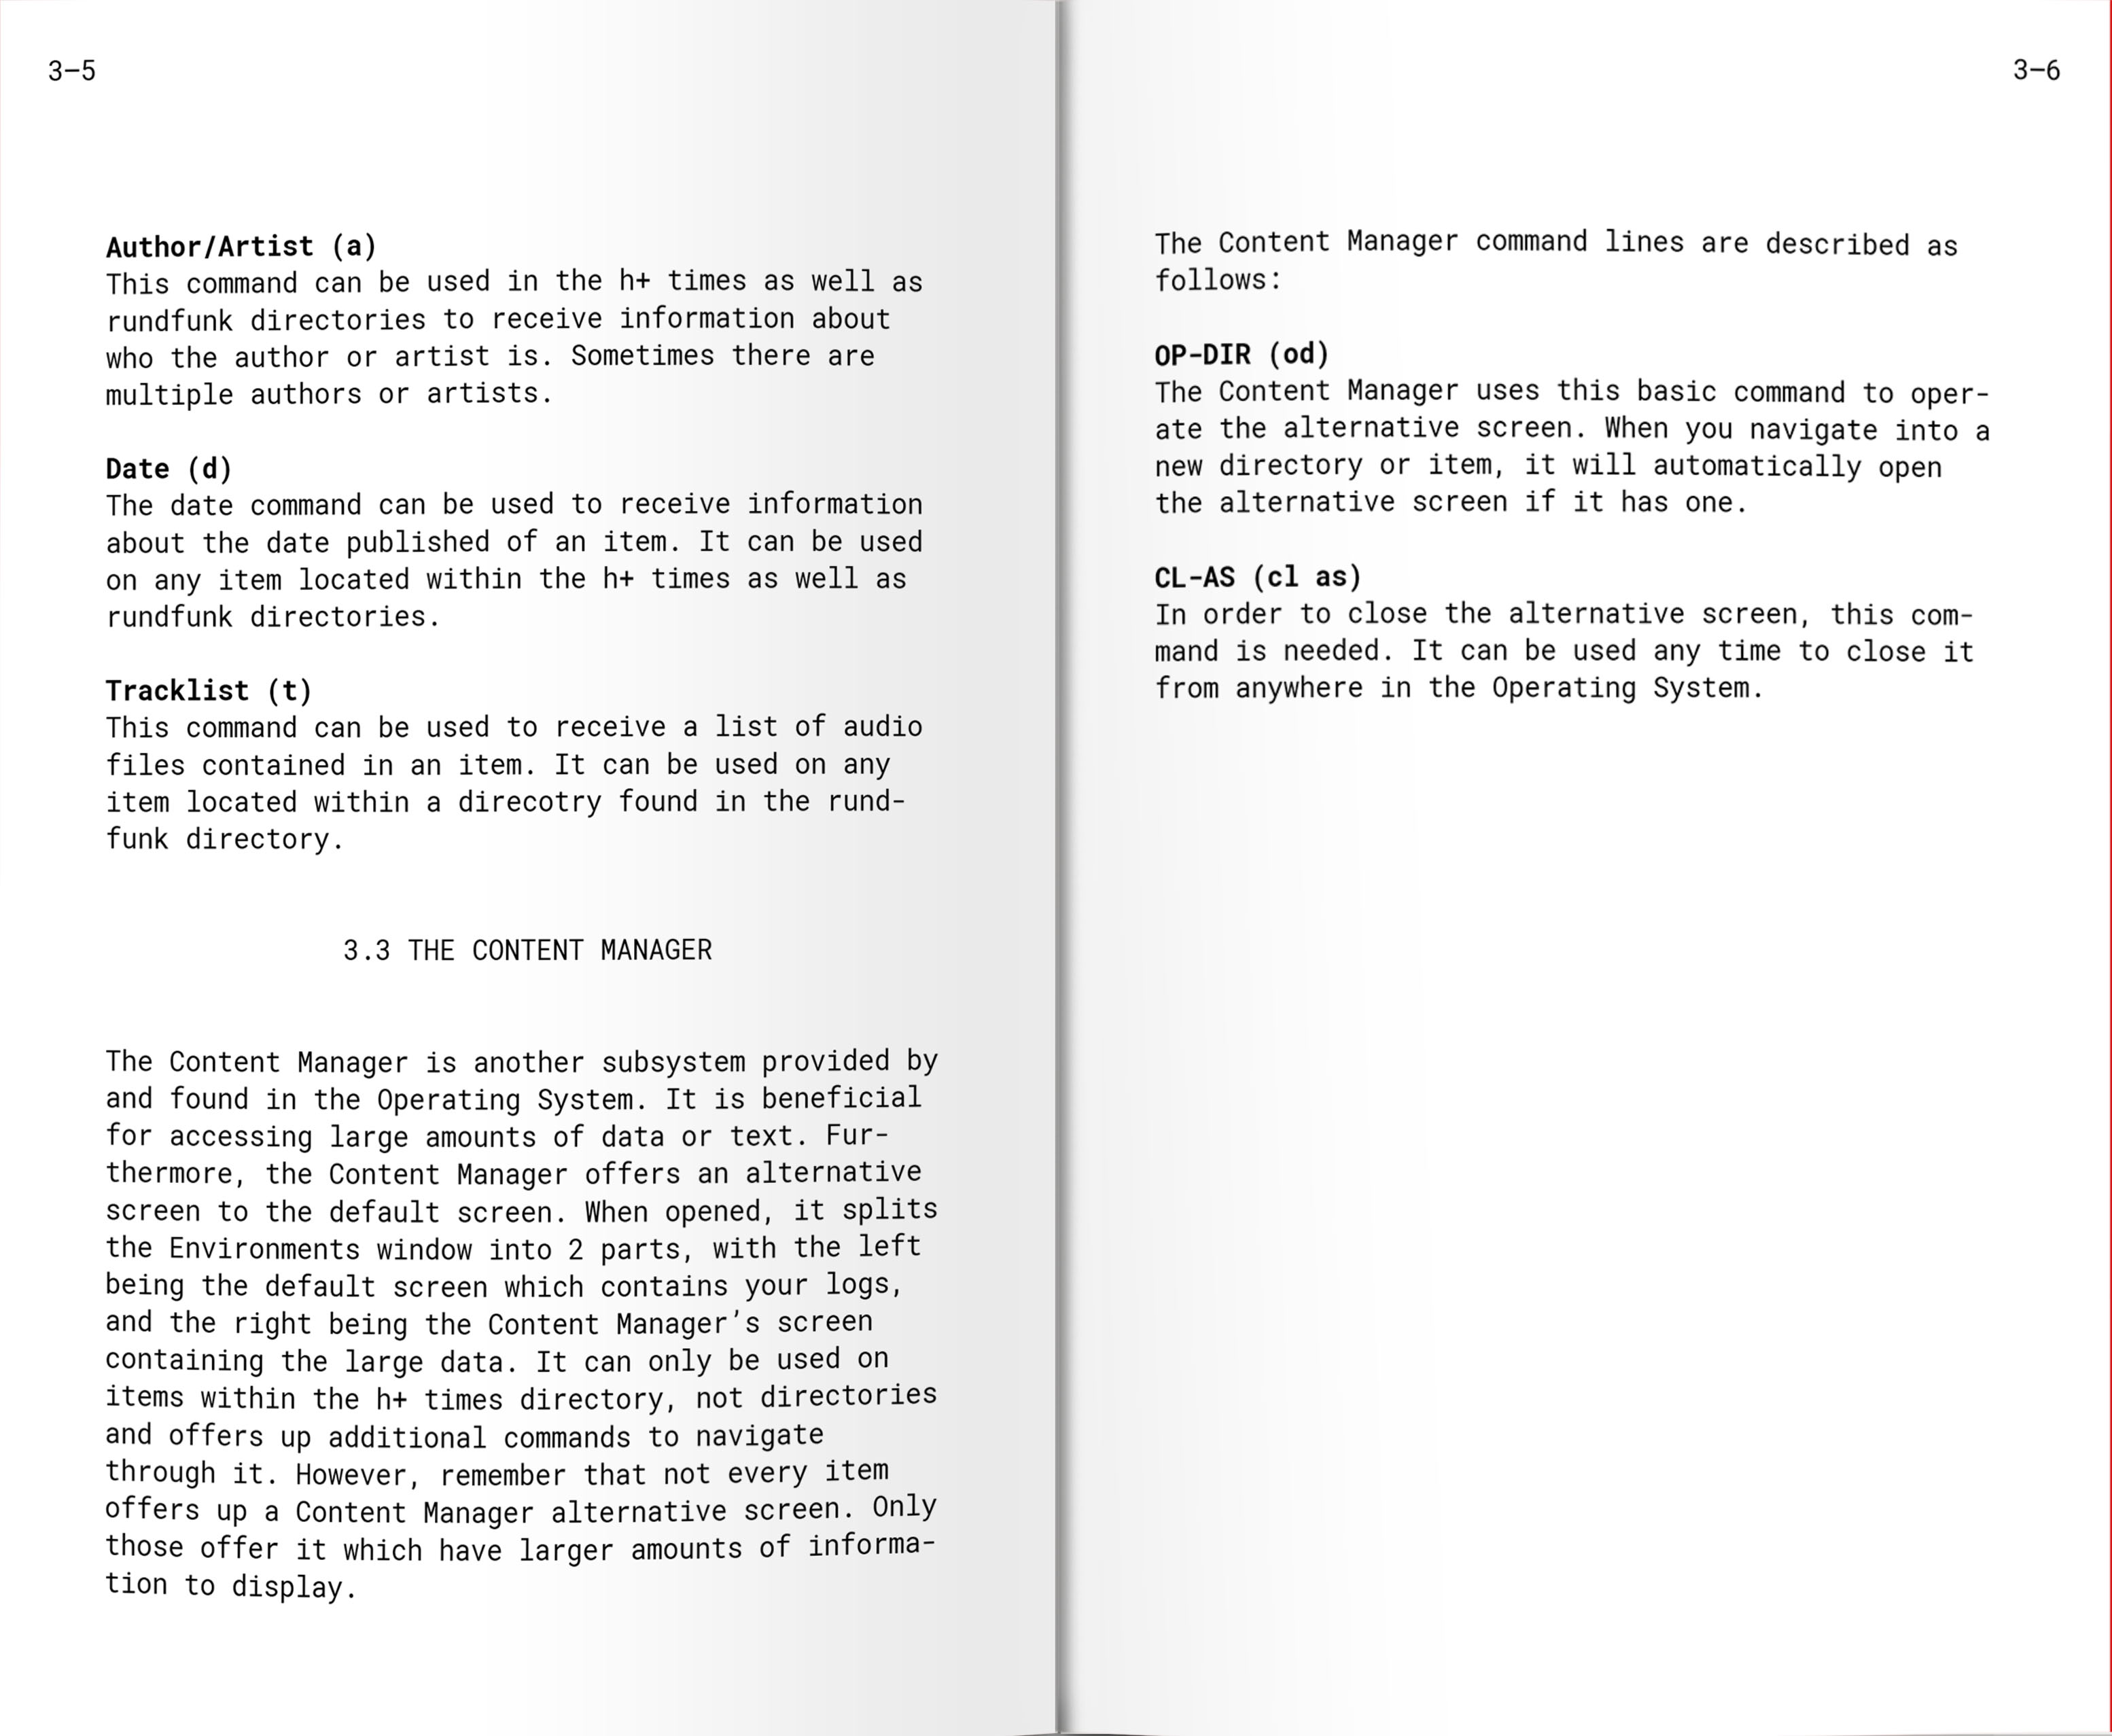 3–5
Author/Artist (a)
This command can be used in the h+ times as well as
rundfunk directories to receive information about
who the author or artist is. Sometimes there are
multiple authors or artists.
Date (d)
The date command can be used to receive information
about the date published of an item. It can be used
on any item located within the h+ times as well as
rundfunk directories.
Tracklist (t)
This command can be used to receive a list of audio
files contained in an item. It can be used on any
item located within a direcotry found in the rund-
funk directory.
3.3 THE CONTENT MANAGER
The Content Manager is another subsystem provided by
and found in the Operating System. It is beneficial
for accessing large amounts of data or text. Fur-
thermore, the Content Manager offers an alternative
screen to the default screen. When opened, it splits
the Environments window into 2 parts, with the left
being the default screen which contains your logs,
and the right being the Content Manager's screen
containing the large data. It can only be used on
items within the h+ times directory, not directories
and offers up additional commands to navigate
through it. However, remember that not every item
offers up a Content Manager alternative screen. Only
those offer it which have larger amounts of informa-
tion to display.
3–6
The Content Manager command lines are described as
follows:
OP-DIR (od)
The Content Manager uses this basic command to oper-
ate the alternative screen. When you navigate into a
new directory or item, it will automatically open
the alternative screen if it has one.
CL-AS (cl as)
In order to close the alternative screen, this com-
mand is needed. It can be used any time to close it
from anywhere in the Operating System.